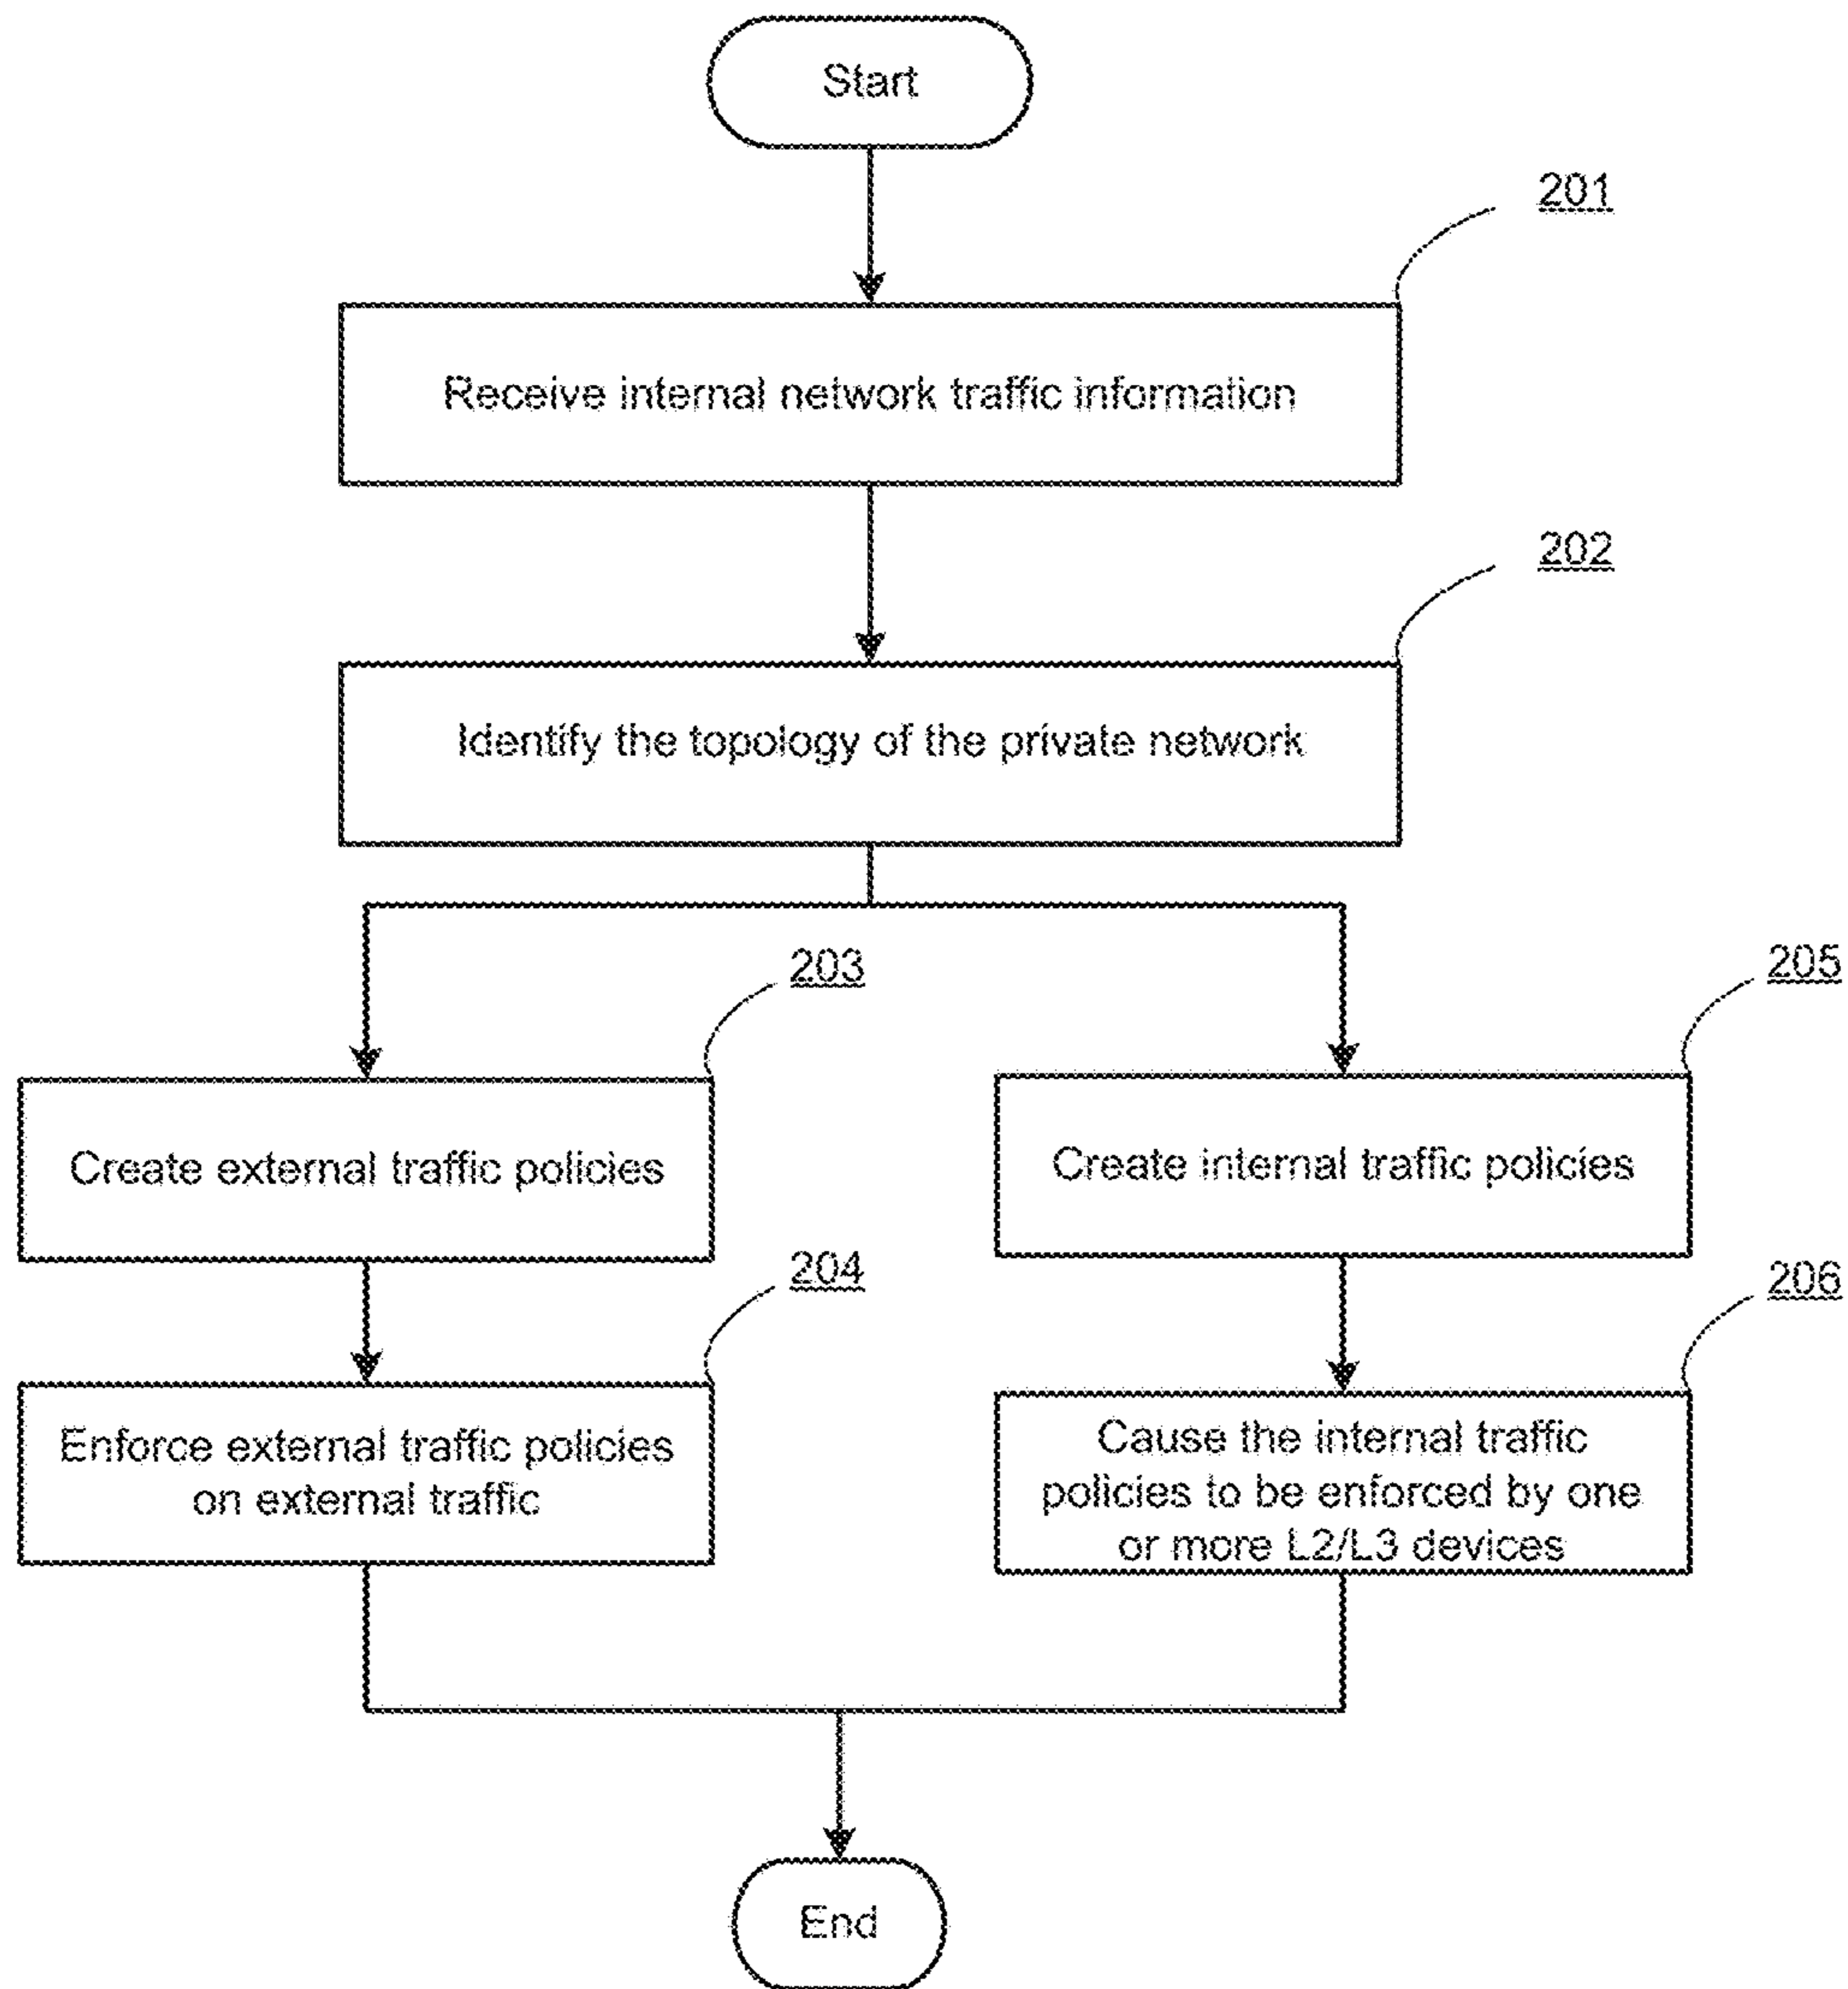 Start
201
Receive internal network traffic information
202
Identify the topology of the private network
203
205
Create external traffic policies
Create internal traffic policies
204
206
Enforce external traffic policies
on external traffic
Cause the internal traffic
policies to be enforced by one
or more L2/L3 devices
End